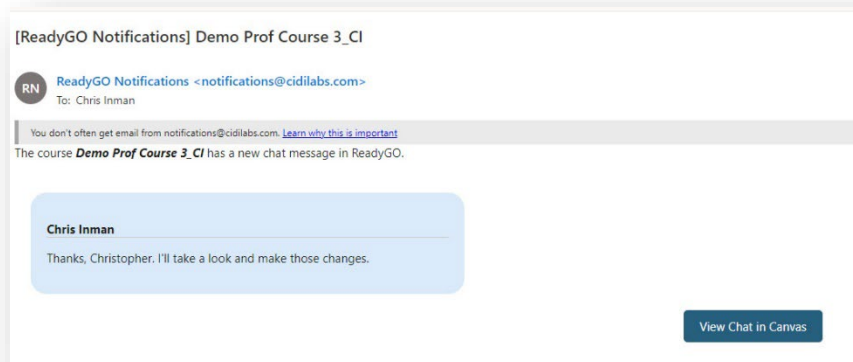 [ReadyGO Notifications] Demo Prof Course 3_CI
RN
ReadyGO Notifications <notifications@cidilabs.com>
To: Chris Inman
You don't often get email from notifications@cidilabs.com. Learn why this is important
The course Demo Prof Course 3_CI has a new chat message in ReadyGO.
Chris Inman
Thanks, Christopher. I'll take a look and make those changes.
View Chat in Canvas